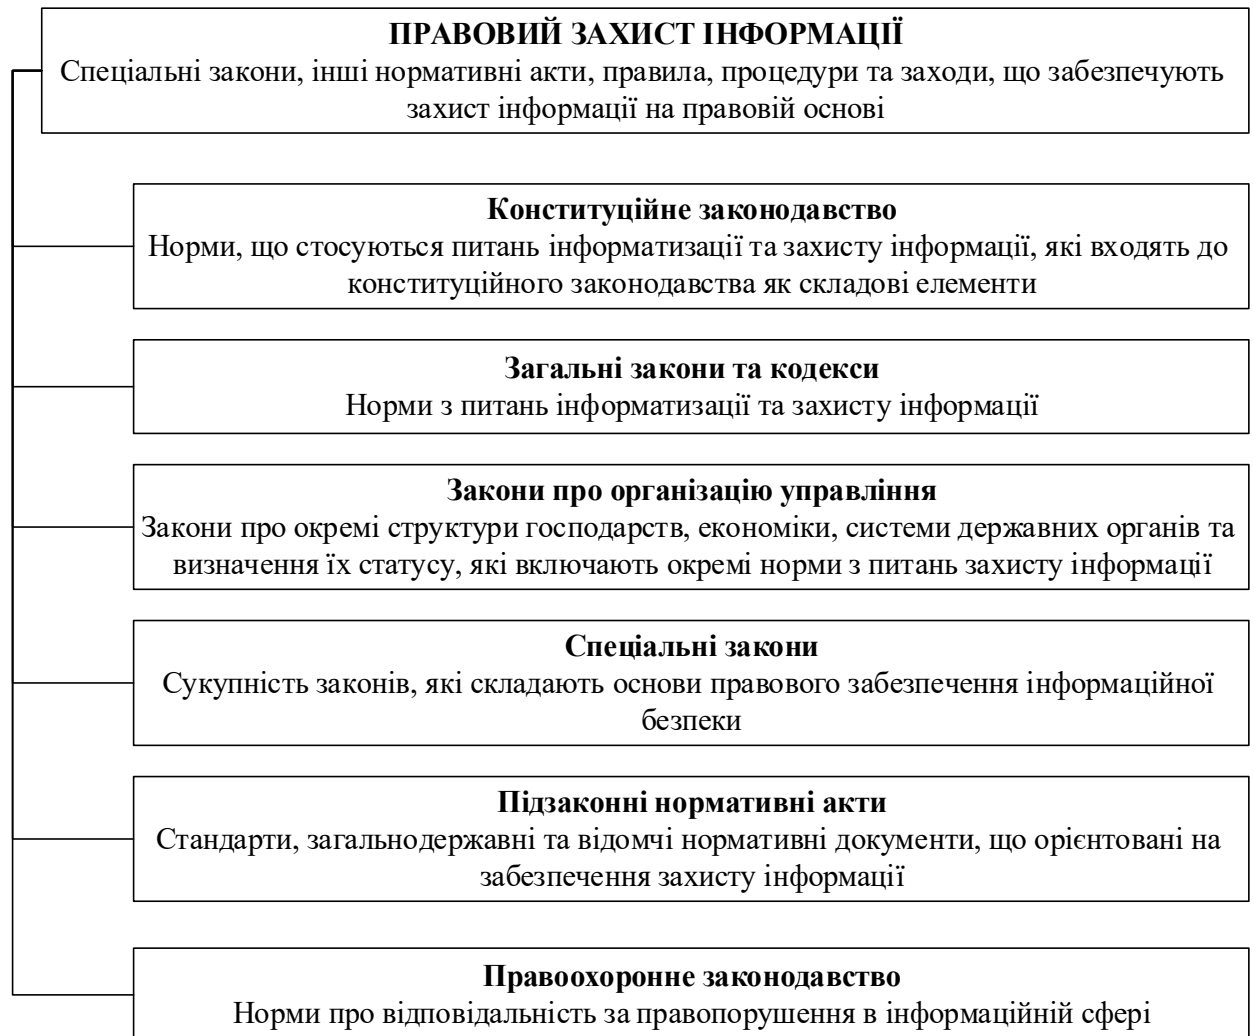 ПРАВОВИЙ ЗАХИСТ ІНФОРМАЦІЇ
Спеціальні закони, інші нормативні акти, правила, процедури та заходи, що забезпечують
захист інформації на правовій основі
Конституційне законодавство
Норми, що стосуються питань інформатизації та захисту інформації, які входять до
конституційного законодавства як складові елементи
Загальні закони та кодекси
Норми з питань інформатизації та захисту інформації
Закони про організацію управління
Закони про окремі структури господарств, економіки, системи державних органів та
визначення їх статусу, які включають окремі норми з питань захисту інформації
Спеціальні закони
Сукупність законів, які складають основи правового забезпечення інформаційної
безпеки
Підзаконні нормативні акти
Стандарти, загальнодержавні та відомчі нормативні документи, що орієнтовані на
забезпечення захисту інформації
Правоохоронне законодавство
Норми про відповідальність за правопорушення в інформаційній сфері